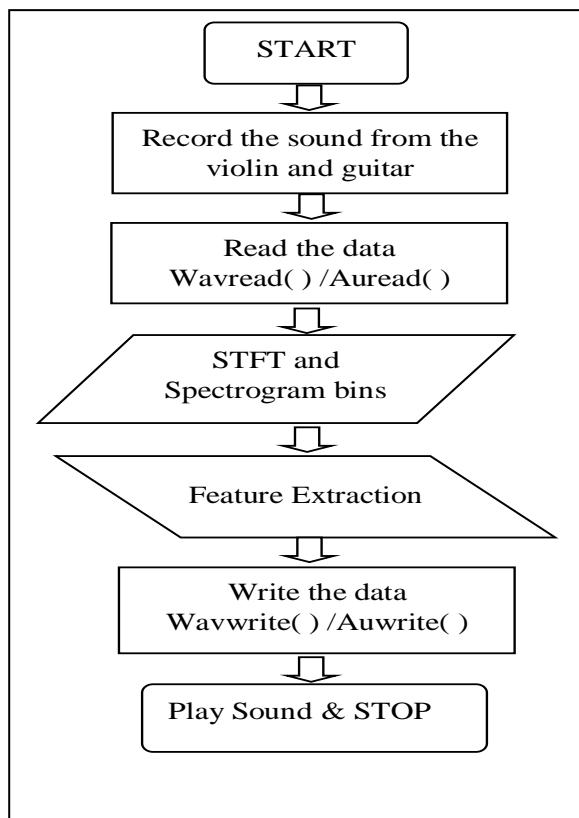 START
Record the sound from the
violin and guitar
Read the data
Wavread( ) /Auread( )
STFT and
Spectrogram bins
Feature Extraction
Write the data
Wavwrite( ) /Auwrite( )
Play Sound & STOP